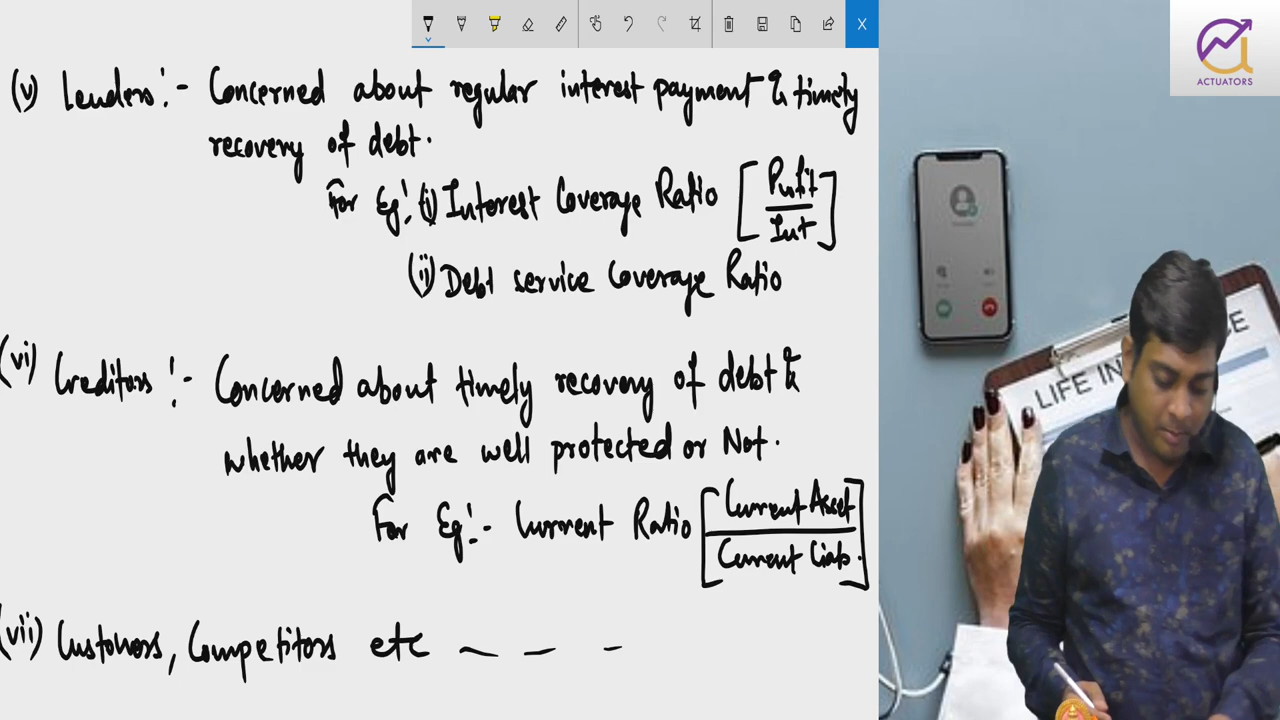 (v) Lenders :- Concerned about regular interest payment & timely
recovery of debt.
For Eg: (i) Interest Coverage Ratio [Profit / Int]
(ii) Debt service Coverage Ratio
(vi) Creditors :- Concerned about timely recovery of debt &
whether they are well protected or Not.
For Eg:- Current Ratio [Current Asset / Current Liab.]
(vii) Customers, Competitors etc — — -
ACTUATORS
LIFE IN CE
X